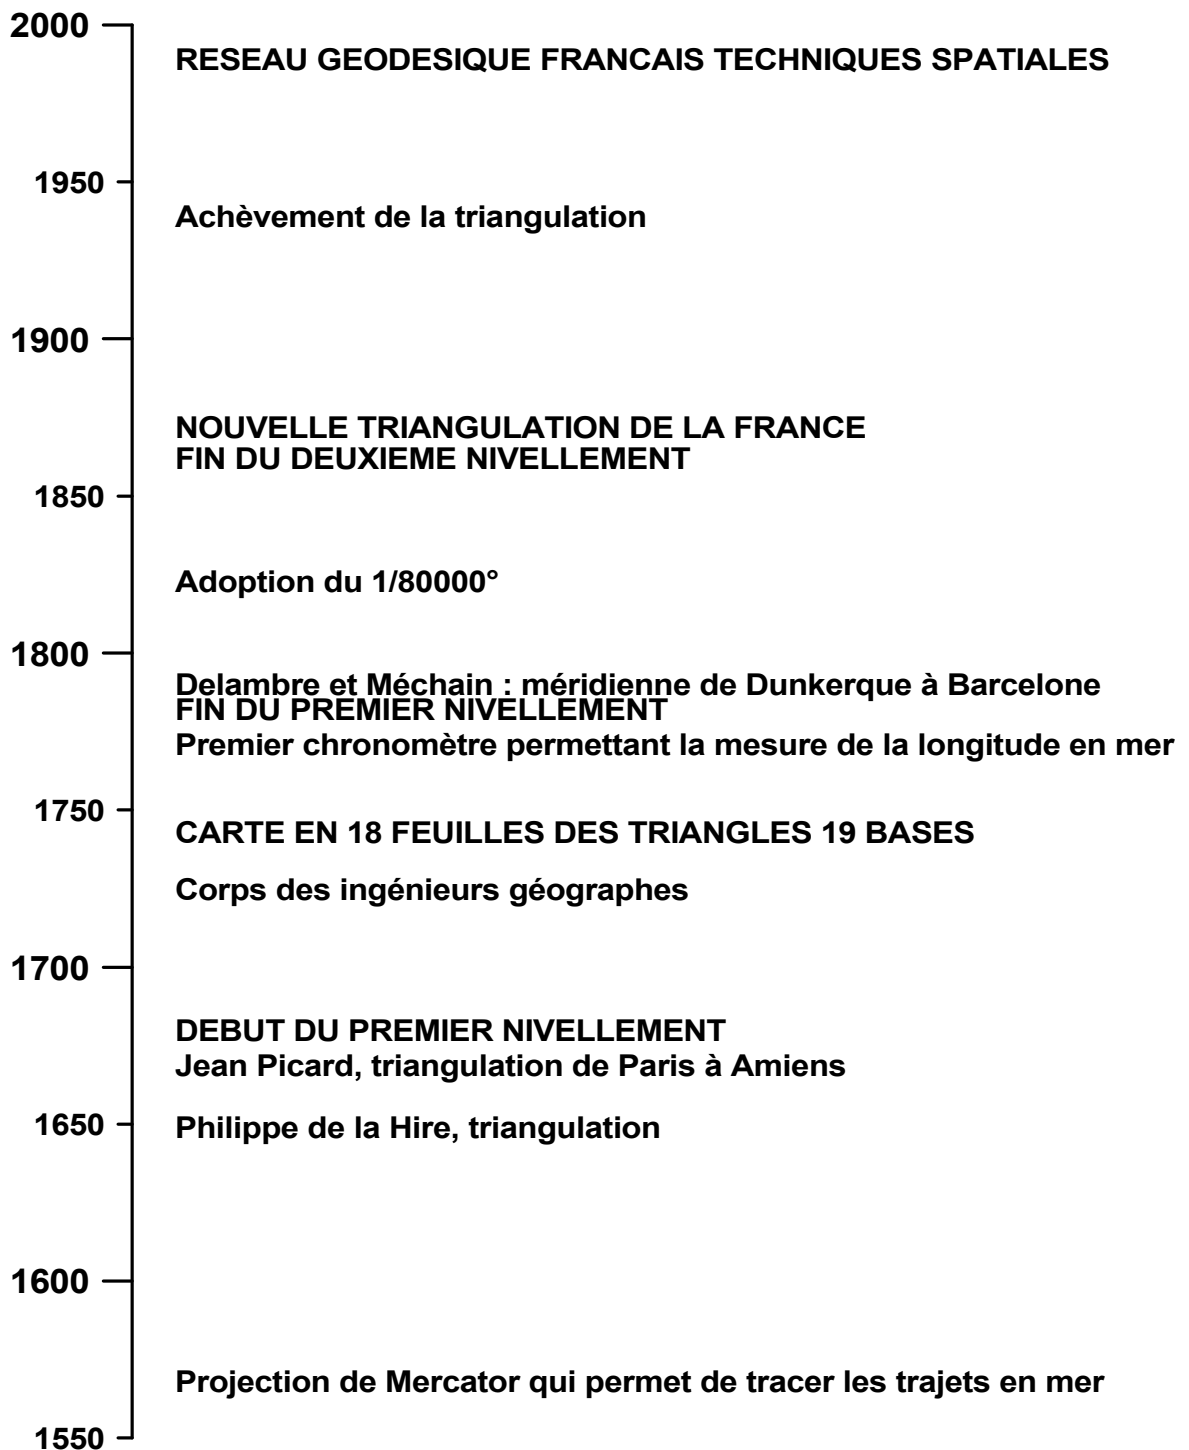 2000
RESEAU GEODESIQUE FRANCAIS TECHNIQUES SPATIALES
1950
Achèvement de la triangulation
1900
NOUVELLE TRIANGULATION DE LA FRANCE
FIN DU DEUXIEME NIVELLEMENT
1850
Adoption du 1/80000°
1800
Delambre et Méchain : méridienne de Dunkerque à Barcelone
FIN DU PREMIER NIVELLEMENT
Premier chronomètre permettant la mesure de la longitude en mer
1750
CARTE EN 18 FEUILLES DES TRIANGLES 19 BASES
Corps des ingénieurs géographes
1700
DEBUT DU PREMIER NIVELLEMENT
Jean Picard, triangulation de Paris à Amiens
1650
Philippe de la Hire, triangulation
1600
Projection de Mercator qui permet de tracer les trajets en mer
1550